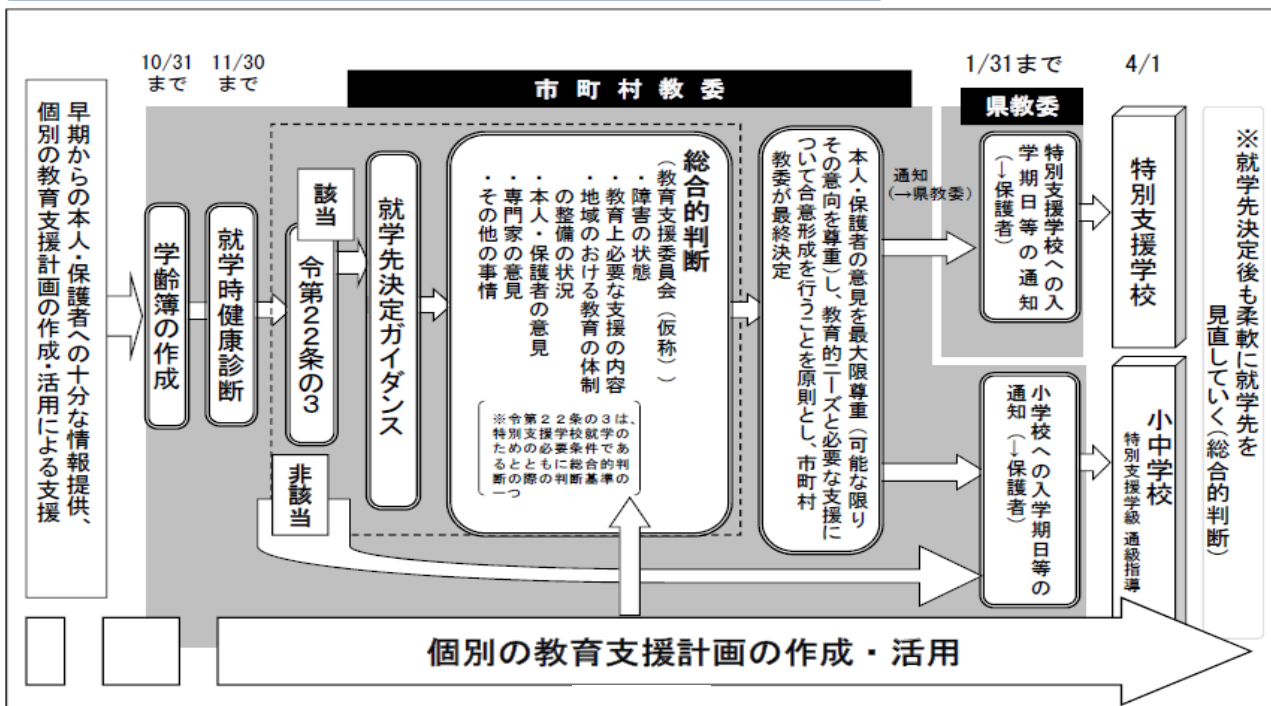 早期からの本人・保護者への十分な情報提供、
個別の教育支援計画の作成・活用による支援
10/31
まで
学齢簿の作成
11/30
まで
就学時健康診断
市町村教委
該当
令第22条の3
非該当
就学先決定ガイダンス
総合的判断
(教育支援委員会(仮称))
・障害の状態
・教育上必要な支援の内容
・地域のおける教育の体制
の整備の状況
・本人・保護者の意見
・専門家の意見
・その他の事情
※令第22条の3は、
特別支援学校就学の
ための必要条件であ
るとともに総合的判
断の際の判断基準の
一つ
本人・保護者の意見を最大限尊重(可能な限り
その意向を尊重)し、教育的ニーズと必要な支援に
ついて合意形成を行うことを原則とし、市町村
教委が最終決定
通知
(→県教委)
1/31まで
県教委
特別支援学校への入
学期日等の通知
(→保護者)
小学校への入学期日等の
通知(→保護者)
4/1
特別支援学校
小中学校
特別支援学級 通級指導
※就学先決定後も柔軟に就学先を
見直していく(総合的判断)
個別の教育支援計画の作成・活用